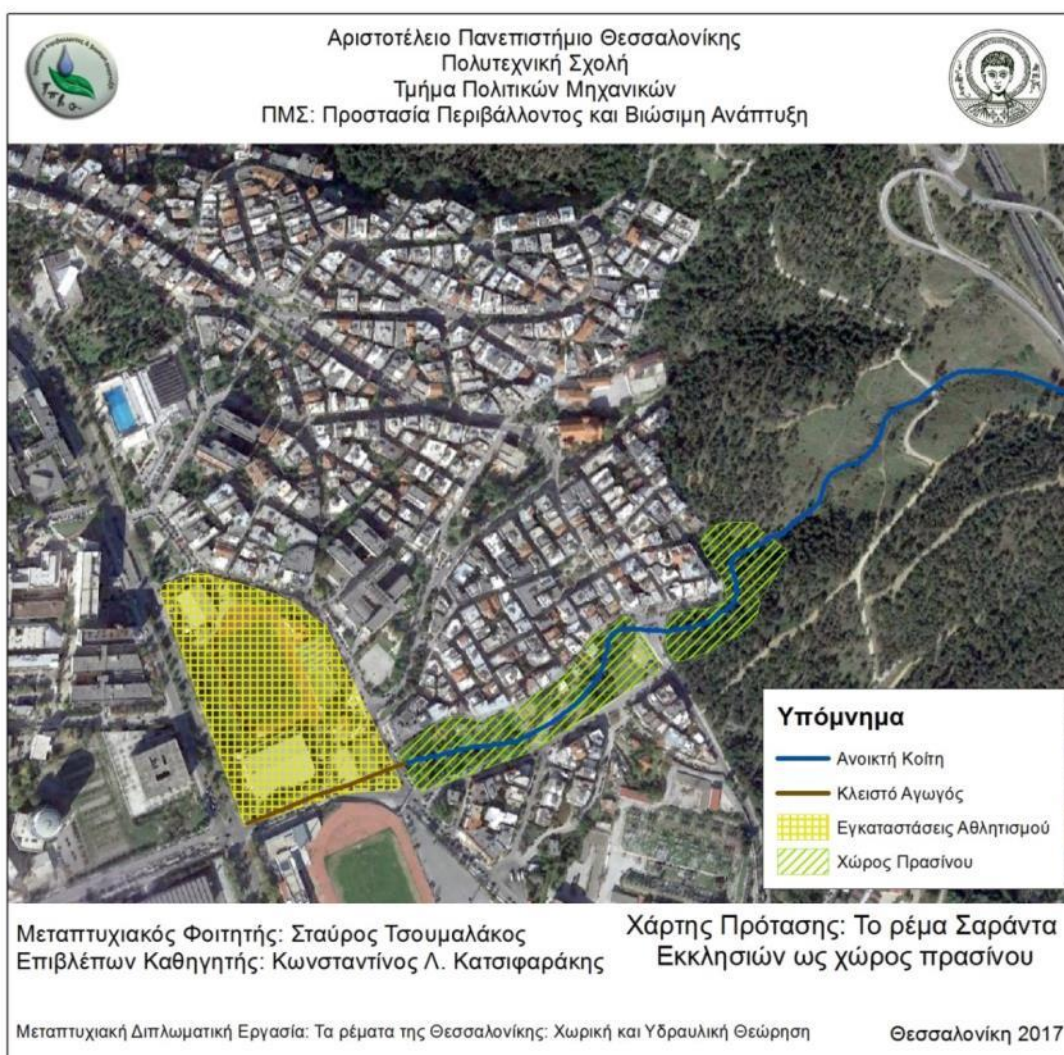 Αριστοτέλειο Πανεπιστήμιο Θεσσαλονίκης
Πολυτεχνική Σχολή
Τμήμα Πολιτικών Μηχανικών
ΠΜΣ: Προστασία Περιβάλλοντος και Βιώσιμη Ανάπτυξη
Υπόμνημα
Ανοικτή Κοίτη
Κλειστό Αγωγός
Εγκαταστάσεις Αθλητισμού
Χώρος Πρασίνου
Μεταπτυχιακός Φοιτητής: Σταύρος Τσουμαλάκος
Επιβλέπων Καθηγητής: Κωνσταντίνος Λ. Κατσιφαράκης
Χάρτης Πρότασης: Το ρέμα Σαράντα
Εκκλησιών ως χώρος πρασίνου
Μεταπτυχιακή Διπλωματική Εργασία: Τα ρέματα της Θεσσαλονίκης: Χωρική και Υδραυλική Θεώρηση
Θεσσαλονίκη 2017